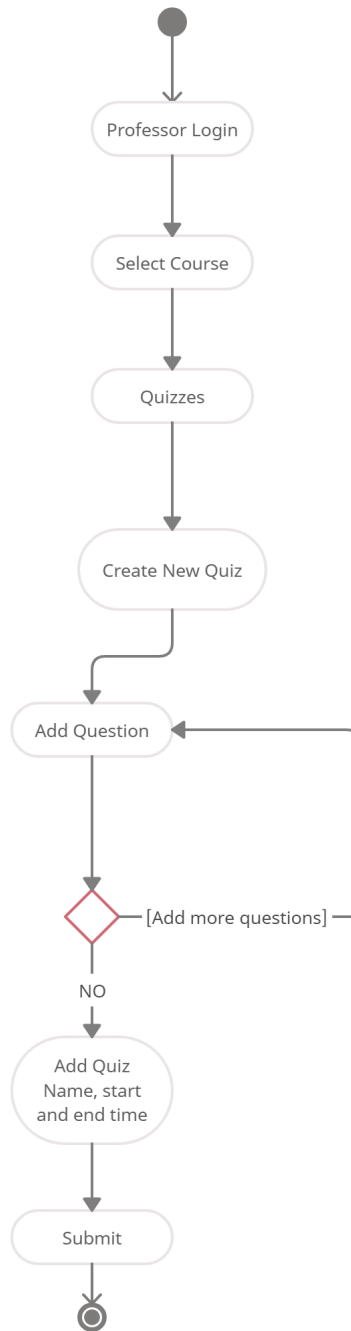 Professor Login
Select Course
Quizzes
Create New Quiz
Add Question
[Add more questions]
NO
Add Quiz
Name, start
and end time
Submit